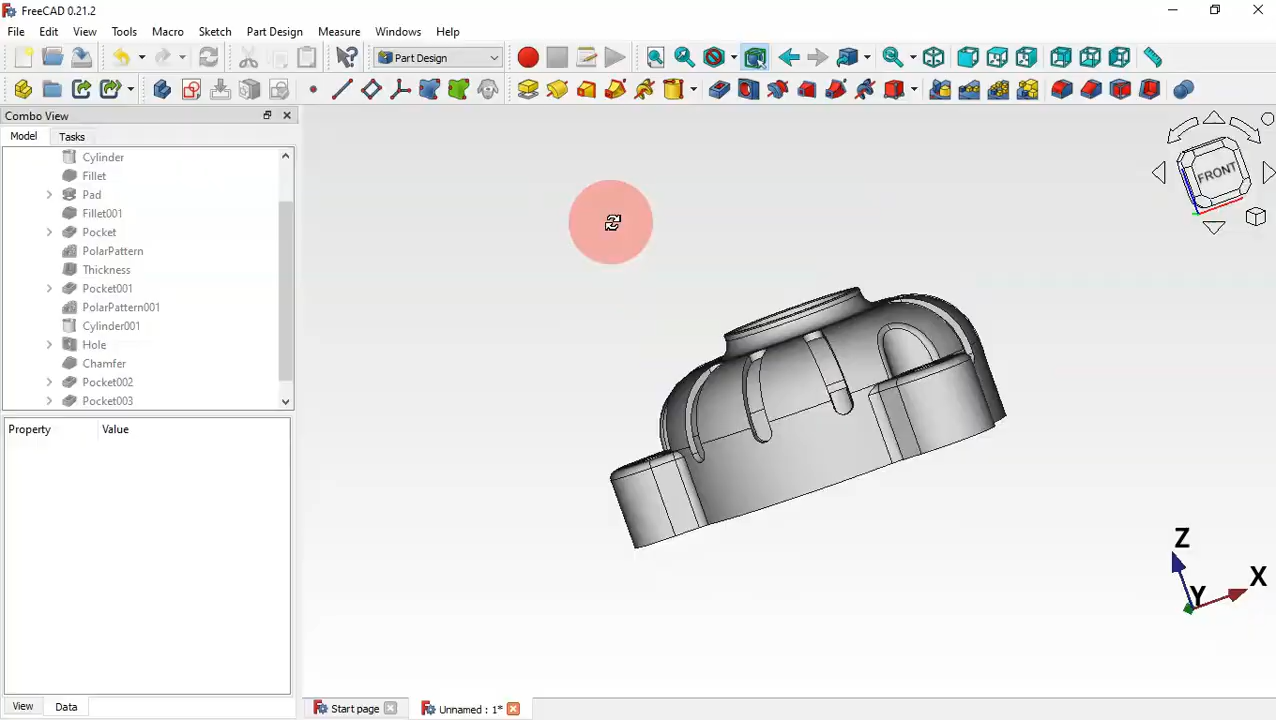 FreeCAD 0.21.2
File Edit View Tools Macro Sketch Part Design Measure Windows Help
Part Design
Combo View
Model Tasks
Cylinder
Fillet
Pad
Fillet001
Pocket
PolarPattern
Thickness
Pocket001
PolarPattern001
Cylinder001
Hole
Chamfer
Pocket002
Pocket003
Property Value
View Data
FRONT
Z
X
Y
Start page
Unnamed : 1*